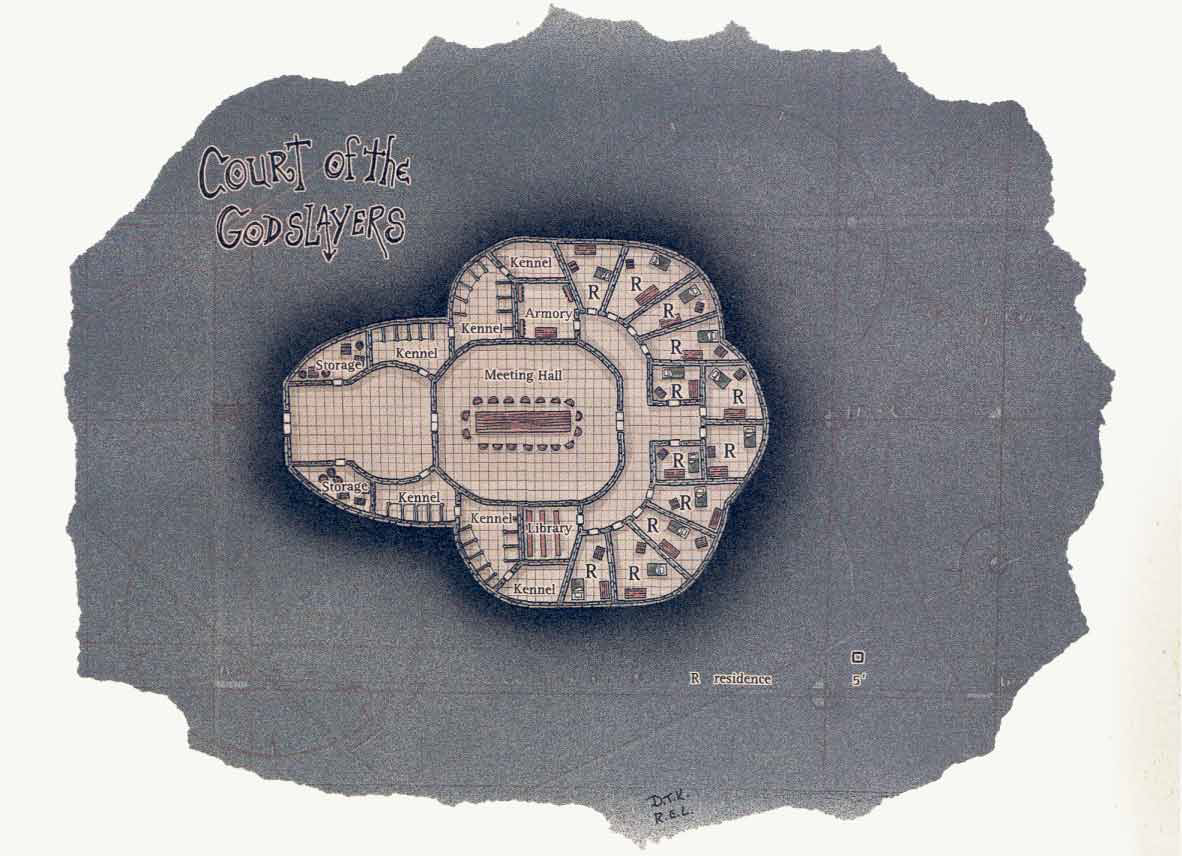 COURT of the
GODSLAYERS
Kennel
R
R
Armory
R
Kennel
R
Kennel
Storage
Meeting Hall
R
R
R
R
Storage
Kennel
R
Kennel
Library
R
R
R
Kennel
R residence
5'
D.T.K.
R.E.L.